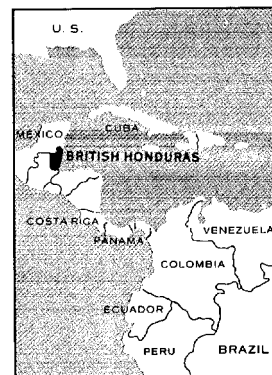 U. S.
MEXICO
CUBA
BRITISH HONDURAS
COSTA RICA
PANAMA
VENEZUELA
COLOMBIA
ECUADOR
PERU
BRAZIL